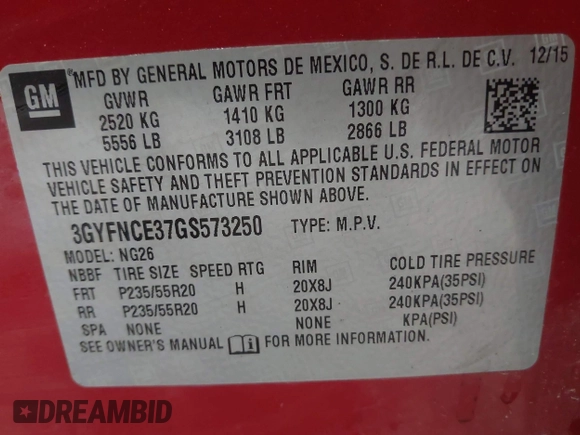 GM
MFD BY GENERAL MOTORS DE MEXICO, S. DE R.L. DE C.V. 12/15
GVWR GAWR FRT GAWR RR
2520 KG 1410 KG 1300 KG
5556 LB 3108 LB 2866 LB
THIS VEHICLE CONFORMS TO ALL APPLICABLE U.S. FEDERAL MOTOR
VEHICLE SAFETY AND THEFT PREVENTION STANDARDS IN EFFECT ON
THE DATE OF MANUFACTURE SHOWN ABOVE.
3GYFNCE37GS573250 TYPE: M.P.V.
MODEL: NG26
NBBF TIRE SIZE SPEED RTG RIM COLD TIRE PRESSURE
FRT P235/55R20 H 20X8J 240KPA(35PSI)
RR P235/55R20 H 20X8J 240KPA(35PSI)
SPA NONE NONE KPA(PSI)
SEE OWNER'S MANUAL FOR MORE INFORMATION.
DREAMBID